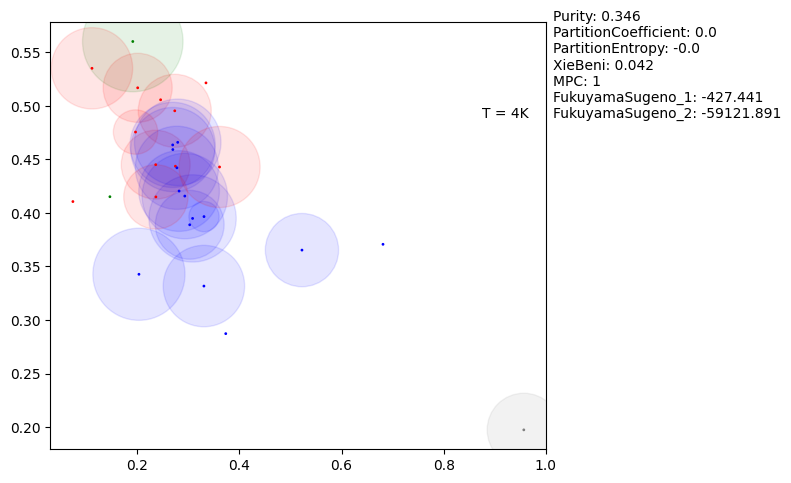 Purity: 0.346
PartitionCoefficient: 0.0
PartitionEntropy: -0.0
XieBeni: 0.042
MPC: 1
FukuyamaSugeno_1: -427.441
FukuyamaSugeno_2: -59121.891
T = 4K
0.55
0.50
0.45
0.40
0.35
0.30
0.25
0.20
0.2 0.4 0.6 0.8 1.0